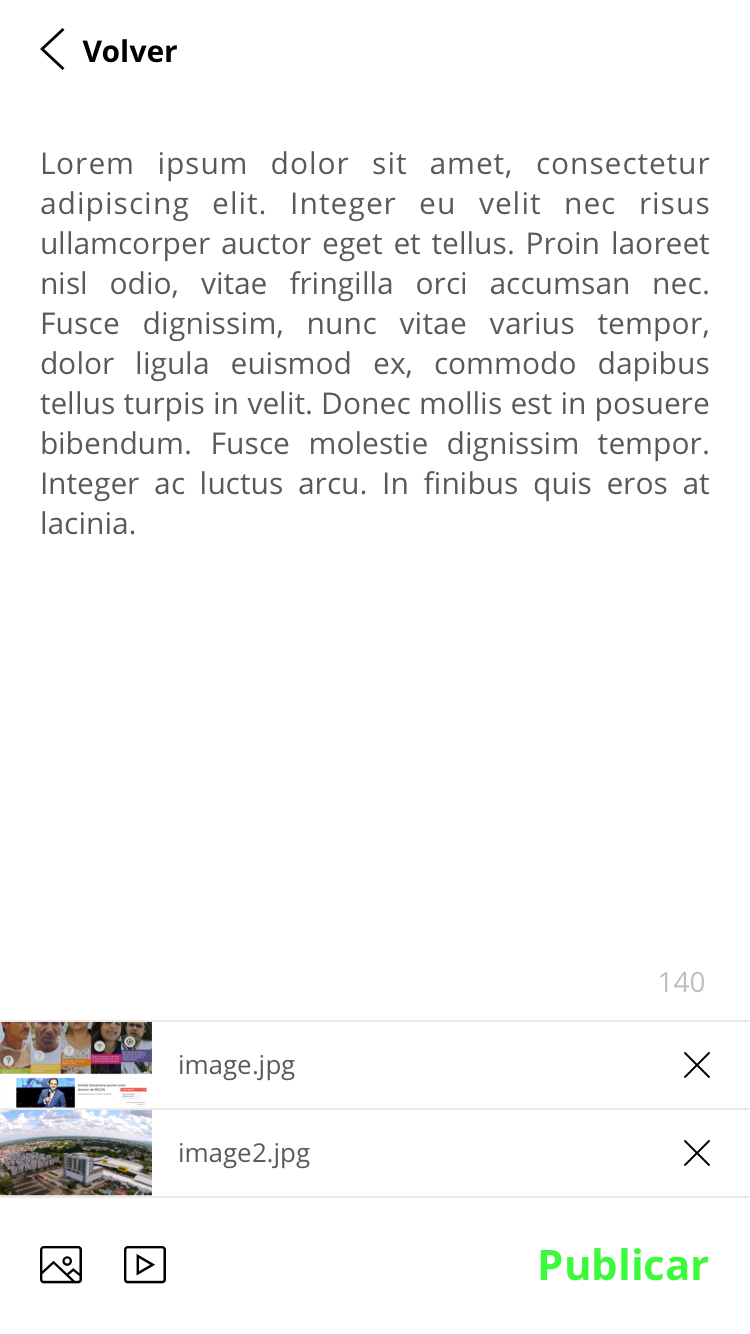 Volver
Lorem ipsum dolor sit amet, consectetur
adipiscing elit. Integer eu velit nec risus
ullamcorper auctor eget et tellus. Proin laoreet
nisl odio, vitae fringilla orci accumsan nec.
Fusce dignissim, nunc vitae varius tempor,
dolor ligula euismod ex, commodo dapibus
tellus turpis in velit. Donec mollis est in posuere
bibendum. Fusce molestie dignissim tempor.
Integer ac luctus arcu. In finibus quis eros at
lacinia.
140
image.jpg
image2.jpg
Publicar